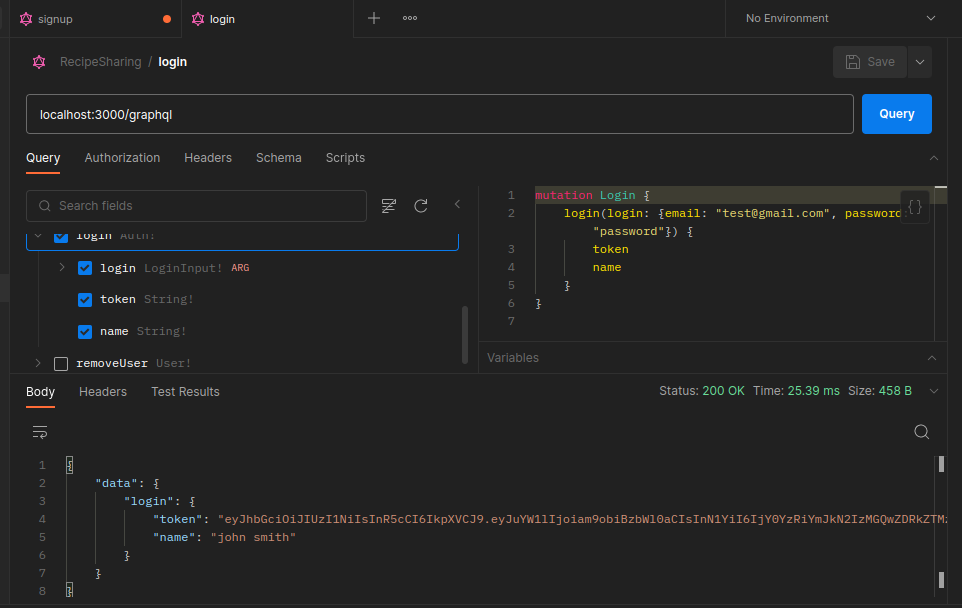 signup
login
No Environment
RecipeSharing / login
Save
localhost:3000/graphql
Query
Query
Authorization
Headers
Schema
Scripts
Search fields
login Auth!
login LoginInput! ARG
token String!
name String!
removeUser User!
1 mutation Login {
2 login(login: {email: "test@gmail.com", password:
"password"}) {
3 token
4 name
5 }
6 }
7
{}
Variables
Body
Headers
Test Results
Status: 200 OK Time: 25.39 ms Size: 458 B
1 {
2 "data": {
3 "login": {
4 "token": "eyJhbGciOiJIUzI1NiIsInR5cCI6IkpXVCJ9.
5 "name": "john smith"
6 }
7 }
8 }